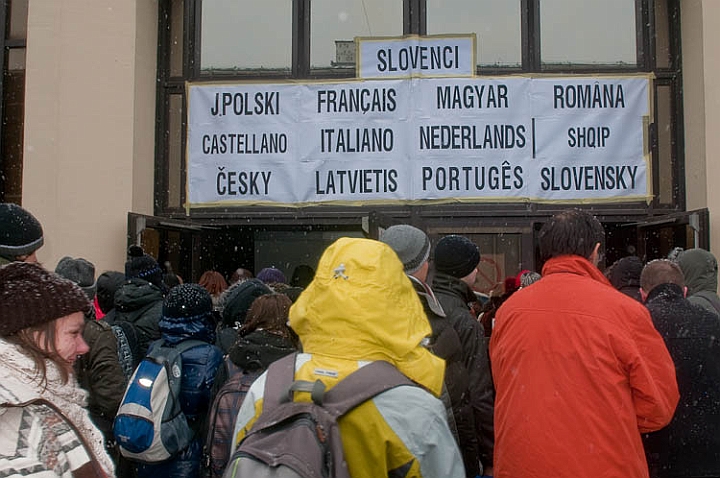 SLOVENCI
J.POLSKI FRANÇAIS MAGYAR ROMÂNA
CASTELLANO ITALIANO NEDERLANDS SHQIP
ČESKY LATVIETIS PORTUGÊS SLOVENSKY